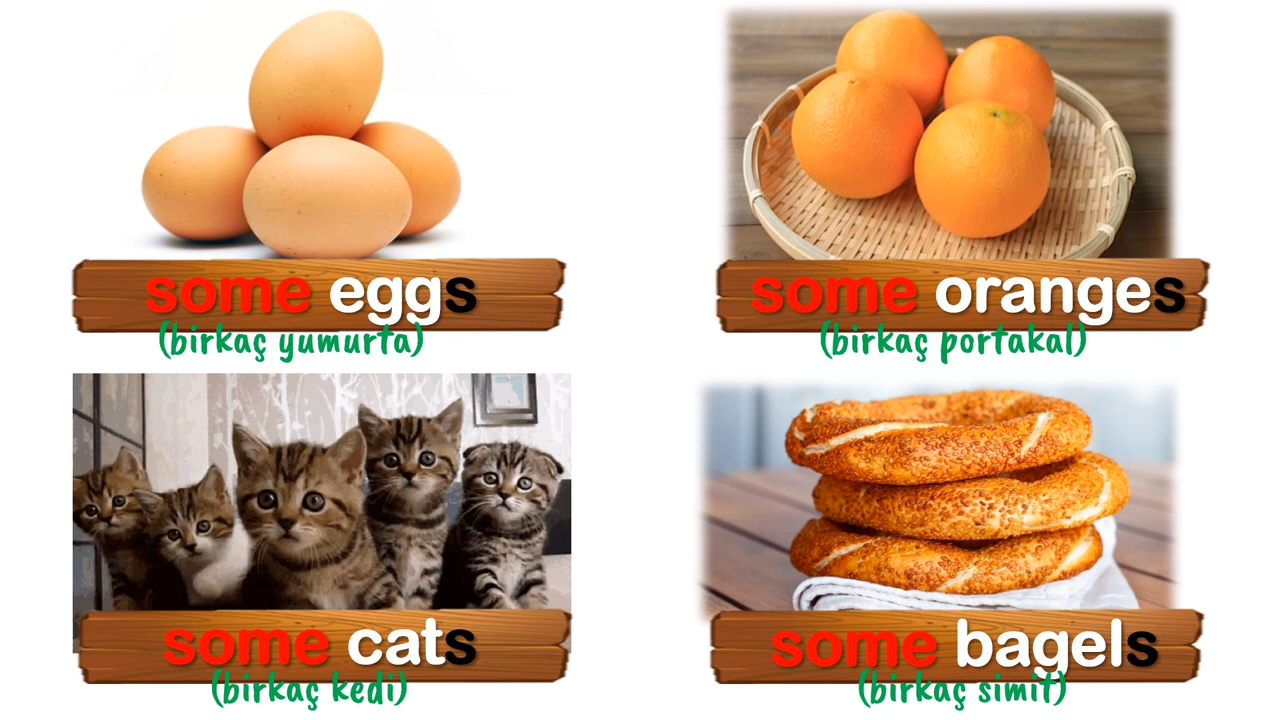 some eggs
(birkaç yumurta)
some oranges
(birkaç portakal)
some cats
(birkaç kedi)
some bagels
(birkaç simit)